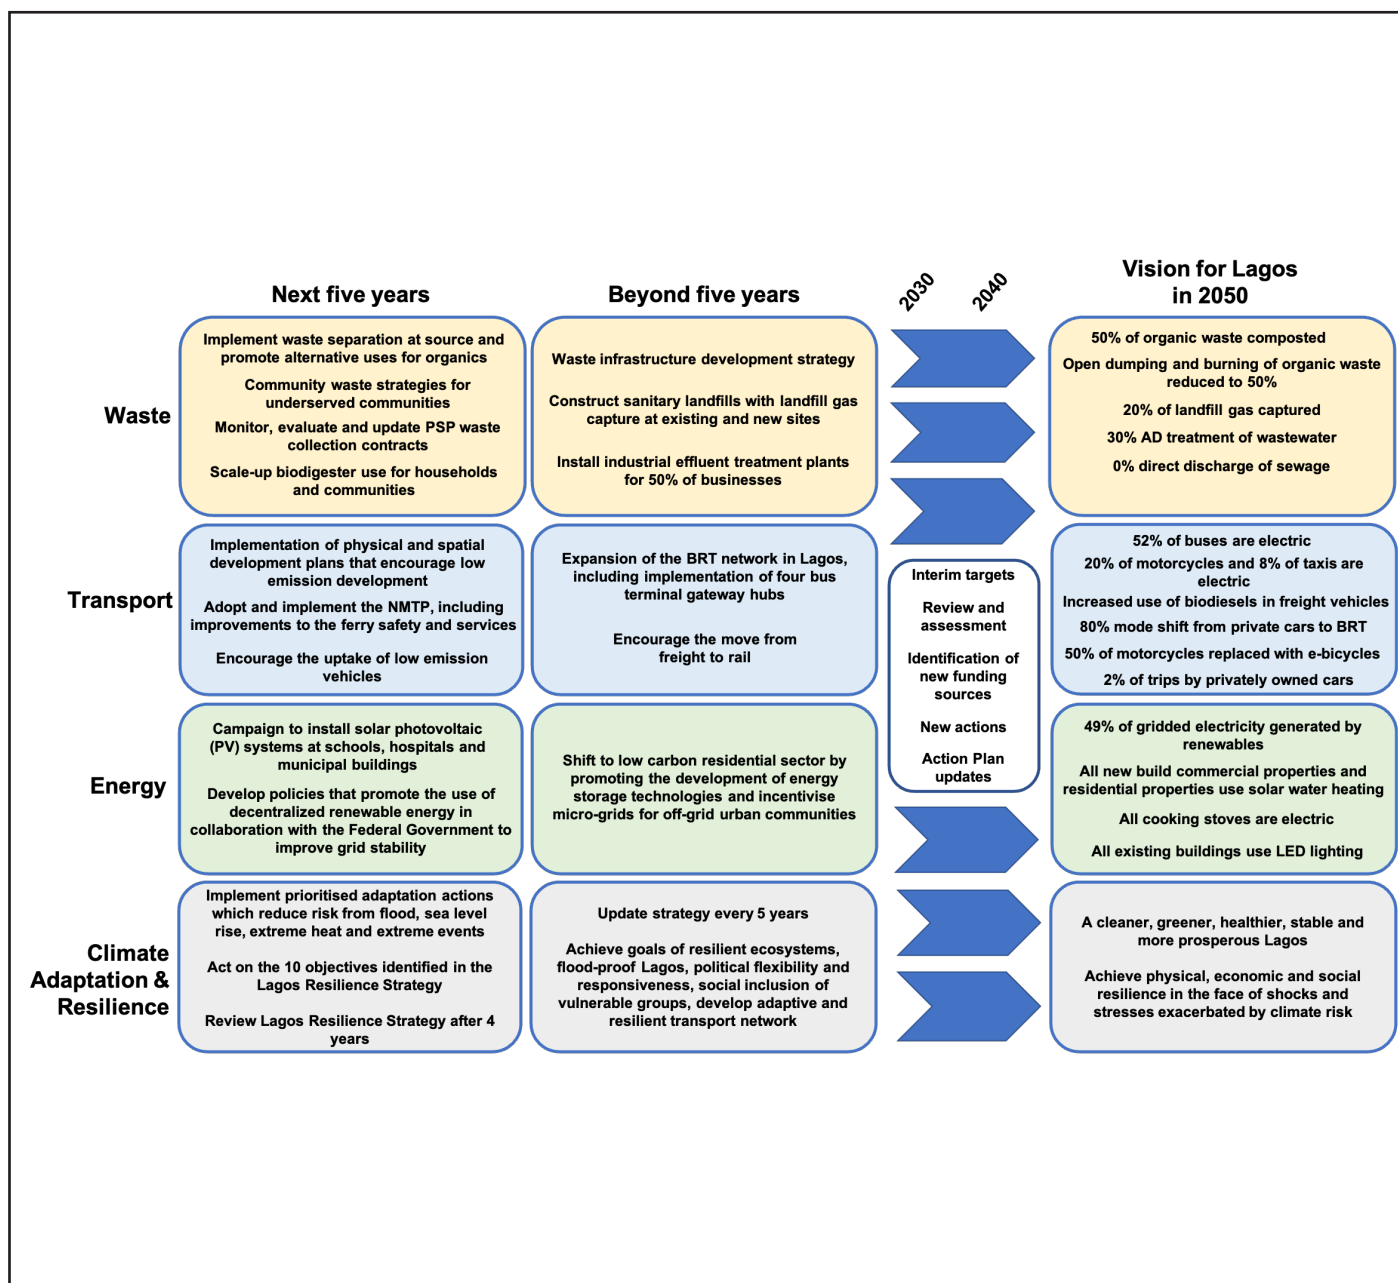 Next five years
Beyond five years
2030
2040
Vision for Lagos
in 2050
Waste
Implement waste separation at source and
promote alternative uses for organics
Community waste strategies for
underserved communities
Monitor, evaluate and update PSP waste
collection contracts
Scale-up biodigester use for households
and communities
Waste infrastructure development strategy
Construct sanitary landfills with landfill gas
capture at existing and new sites
Install industrial effluent treatment plants
for 50% of businesses
50% of organic waste composted
Open dumping and burning of organic waste
reduced to 50%
20% of landfill gas captured
30% AD treatment of wastewater
0% direct discharge of sewage
Transport
Implementation of physical and spatial
development plans that encourage low
emission development
Adopt and implement the NMTP, including
improvements to the ferry safety and services
Encourage the uptake of low emission
vehicles
Expansion of the BRT network in Lagos,
including implementation of four bus
terminal gateway hubs
Encourage the move from
freight to rail
Interim targets
Review and
assessment
Identification of
new funding
sources
New actions
Action Plan
updates
52% of buses are electric
20% of motorcycles and 8% of taxis are
electric
Increased use of biodiesels in freight vehicles
80% mode shift from private cars to BRT
50% of motorcycles replaced with e-bicycles
2% of trips by privately owned cars
Energy
Campaign to install solar photovoltaic
(PV) systems at schools, hospitals and
municipal buildings
Develop policies that promote the use of
decentralized renewable energy in
collaboration with the Federal Government to
improve grid stability
Shift to low carbon residential sector by
promoting the development of energy
storage technologies and incentivise
micro-grids for off-grid urban communities
49% of gridded electricity generated by
renewables
All new build commercial properties and
residential properties use solar water heating
All cooking stoves are electric
All existing buildings use LED lighting
Climate
Adaptation &
Resilience
Implement prioritised adaptation actions
which reduce risk from flood, sea level
rise, extreme heat and extreme events
Act on the 10 objectives identified in the
Lagos Resilience Strategy
Review Lagos Resilience Strategy after 4
years
Update strategy every 5 years
Achieve goals of resilient ecosystems,
flood-proof Lagos, political flexibility and
responsiveness, social inclusion of
vulnerable groups, develop adaptive and
resilient transport network
A cleaner, greener, healthier, stable and
more prosperous Lagos
Achieve physical, economic and social
resilience in the face of shocks and
stresses exacerbated by climate risk